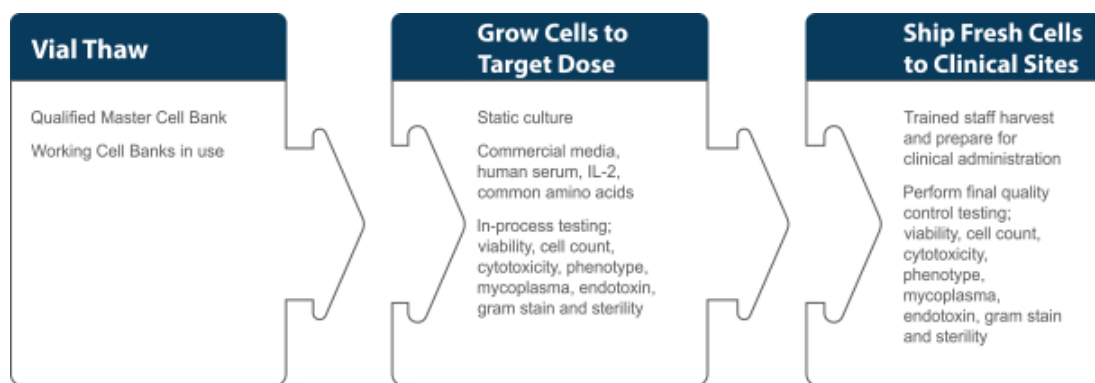 Vial Thaw
Qualified Master Cell Bank
Working Cell Banks in use
Grow Cells to
Target Dose
Static culture
Commercial media,
human serum, IL-2,
common amino acids
In-process testing;
viability, cell count,
cytotoxicity, phenotype,
mycoplasma, endotoxin,
gram stain and sterility
Ship Fresh Cells
to Clinical Sites
Trained staff harvest
and prepare for
clinical administration
Perform final quality
control testing;
viability, cell count,
cytotoxicity,
phenotype,
mycoplasma,
endotoxin, gram stain
and sterility